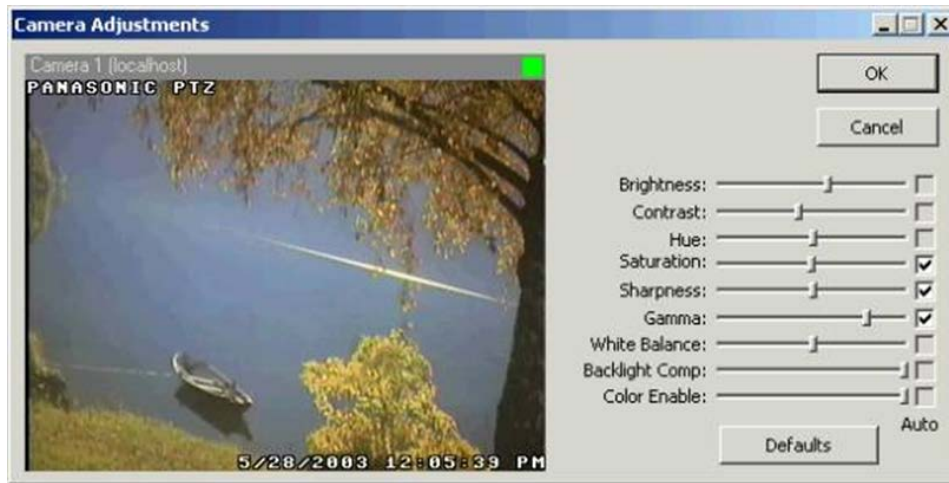 Camera Adjustments
Camera 1 (localhost)
PANASONIC PTZ
5/28/2003 12:05:39 PM
OK
Cancel
Brightness:
Contrast:
Hue:
Saturation:
Sharpness:
Gamma:
White Balance:
Backlight Comp:
Color Enable:
Auto
Defaults